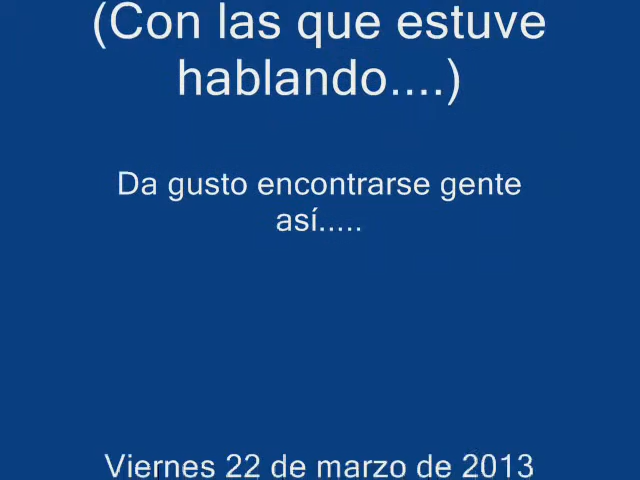 (Con las que estuve
hablando....)
Da gusto encontrarse gente
así.....
Viernes 22 de marzo de 2013